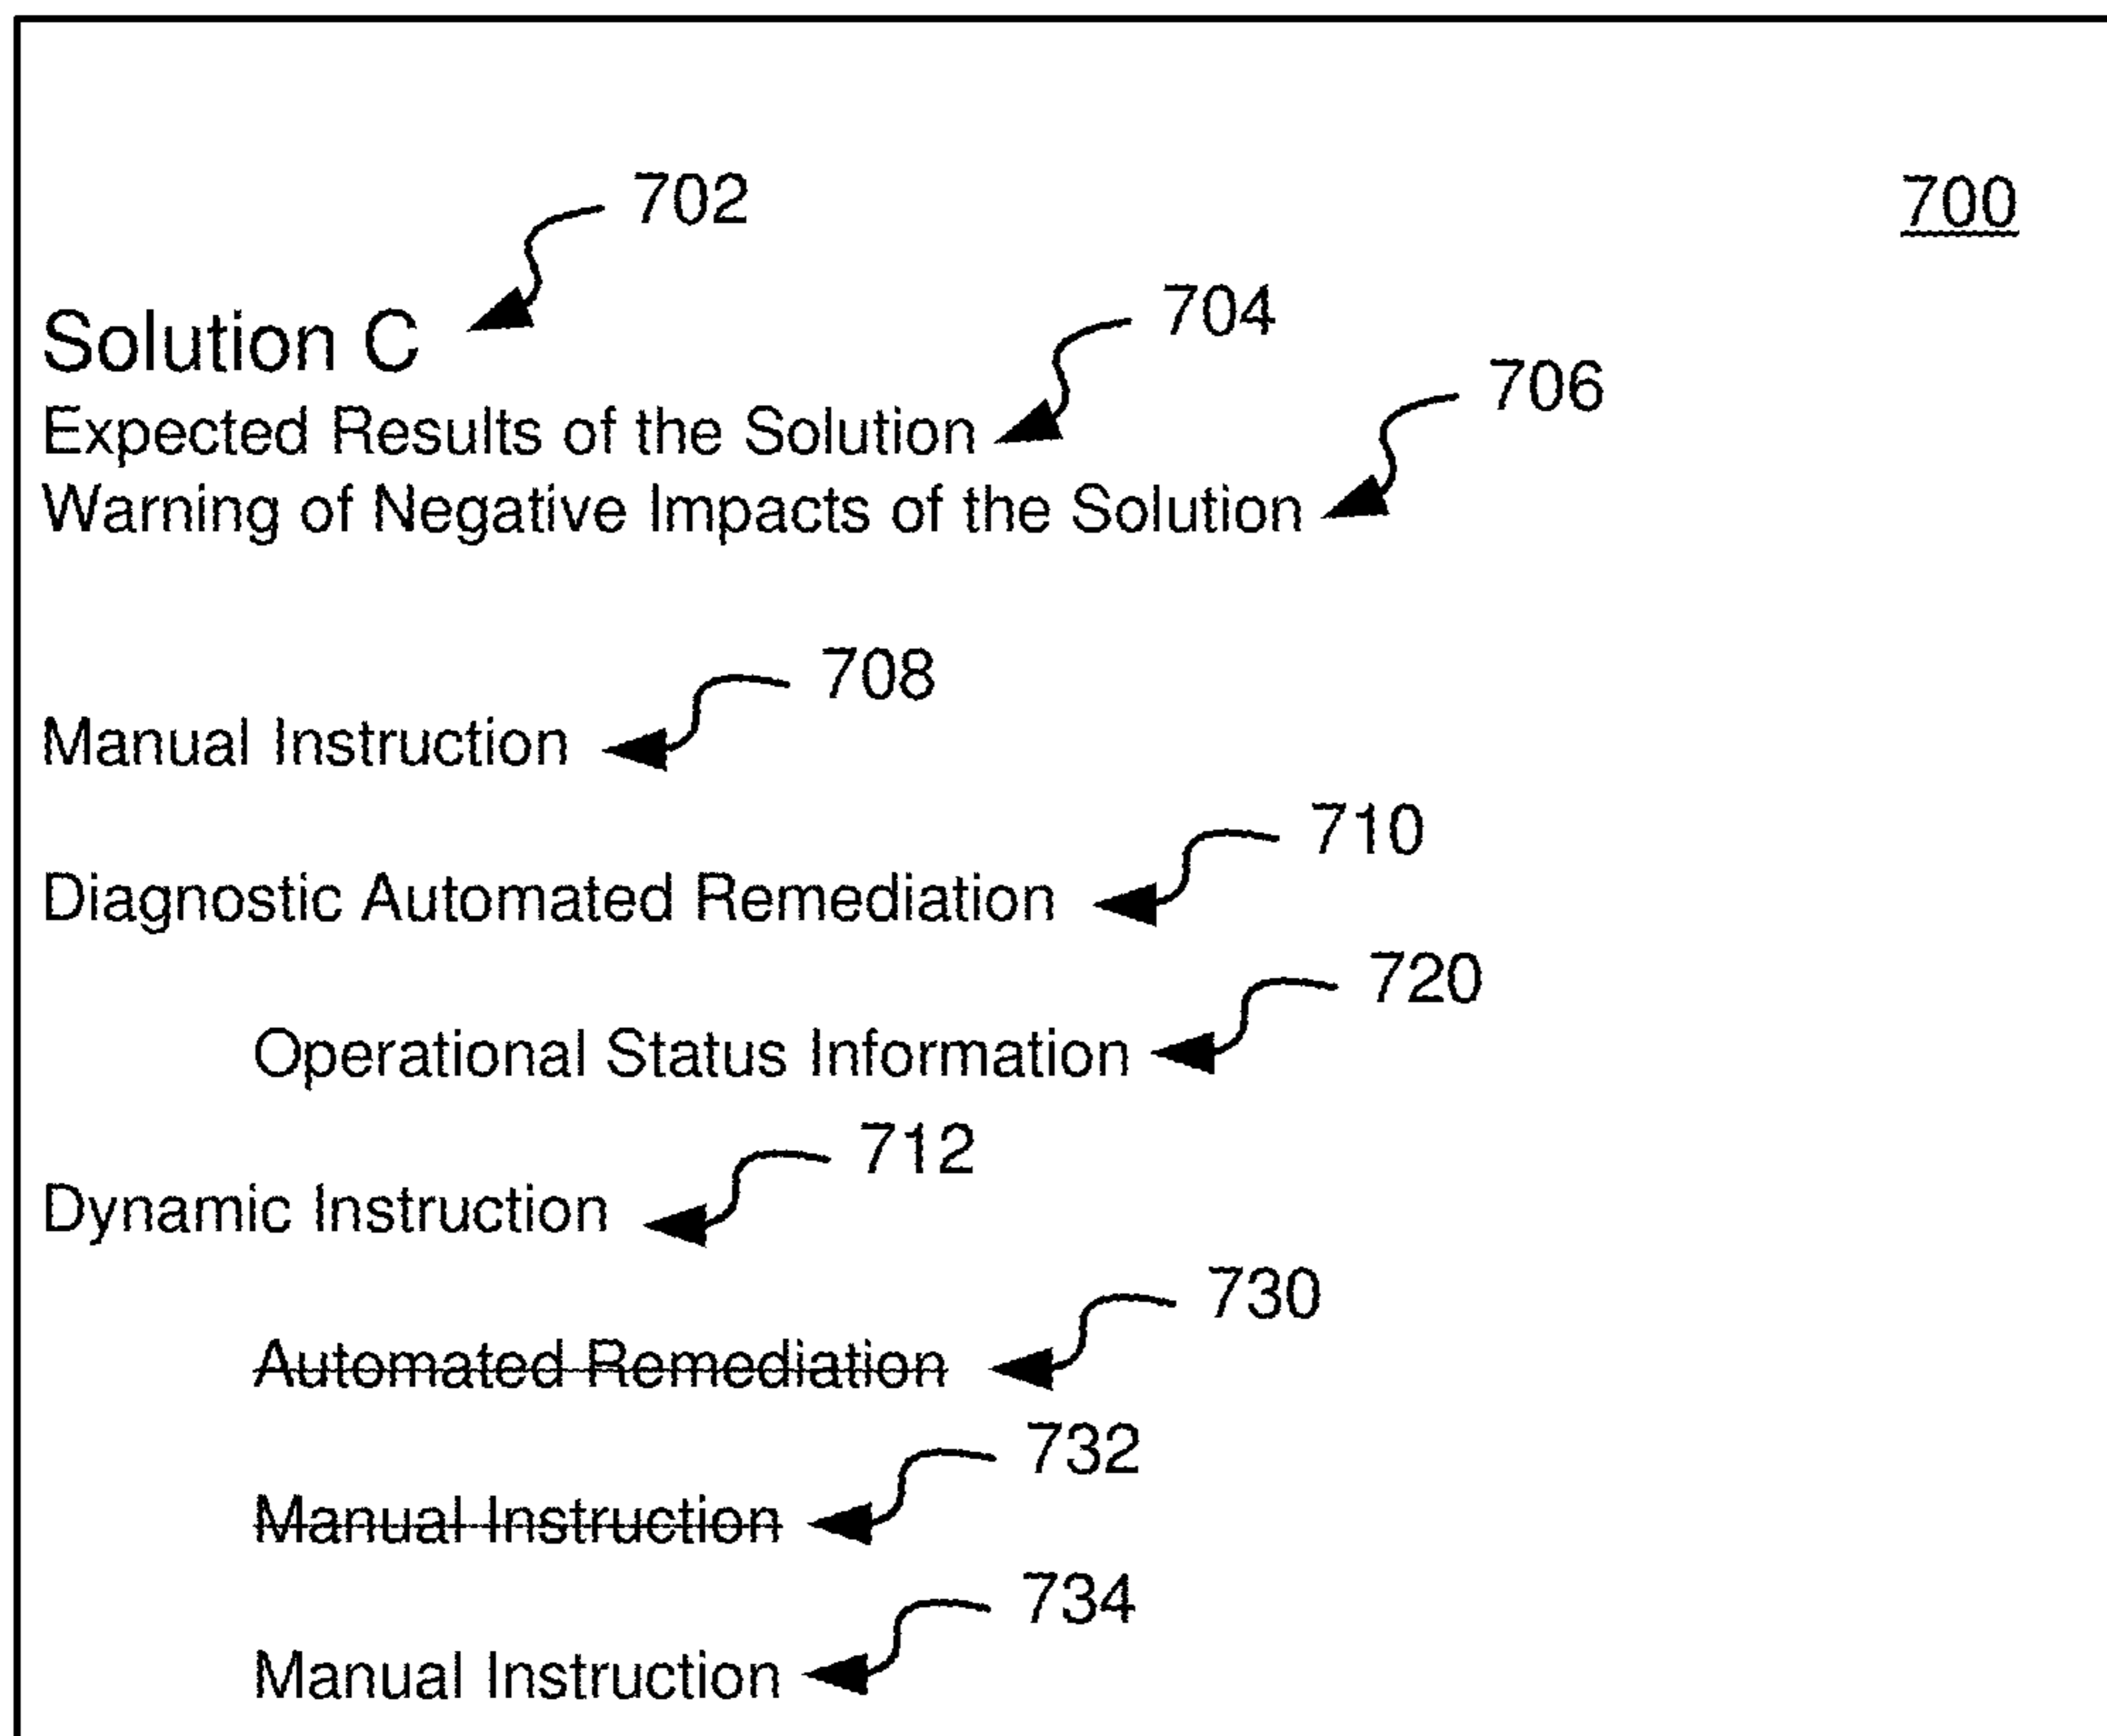 702
700
Solution C
704
Expected Results of the Solution
706
Warning of Negative Impacts of the Solution
708
Manual Instruction
710
Diagnostic Automated Remediation
720
Operational Status Information
712
Dynamic Instruction
730
Automated Remediation
732
Manual Instruction
734
Manual Instruction